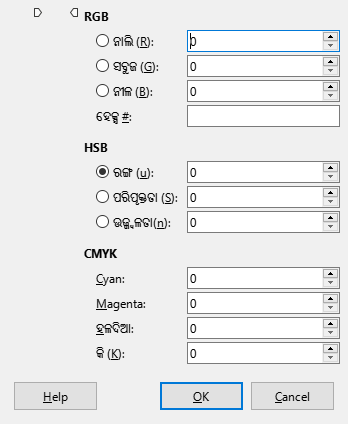 RGB
ନାଲି (R): 0
ସବୁଜ (G): 0
ନୀଳ (B): 0
ହେକ୍ସ #:
HSB
ରଙ୍ଗ (u): 0
ପରିପୃକ୍ତତା (S): 0
ଉଜ୍ଜ୍ବଳତା(n): 0
CMYK
Cyan: 0
Magenta: 0
ହଳଦିଆ: 0
କି (K): 0
Help OK Cancel